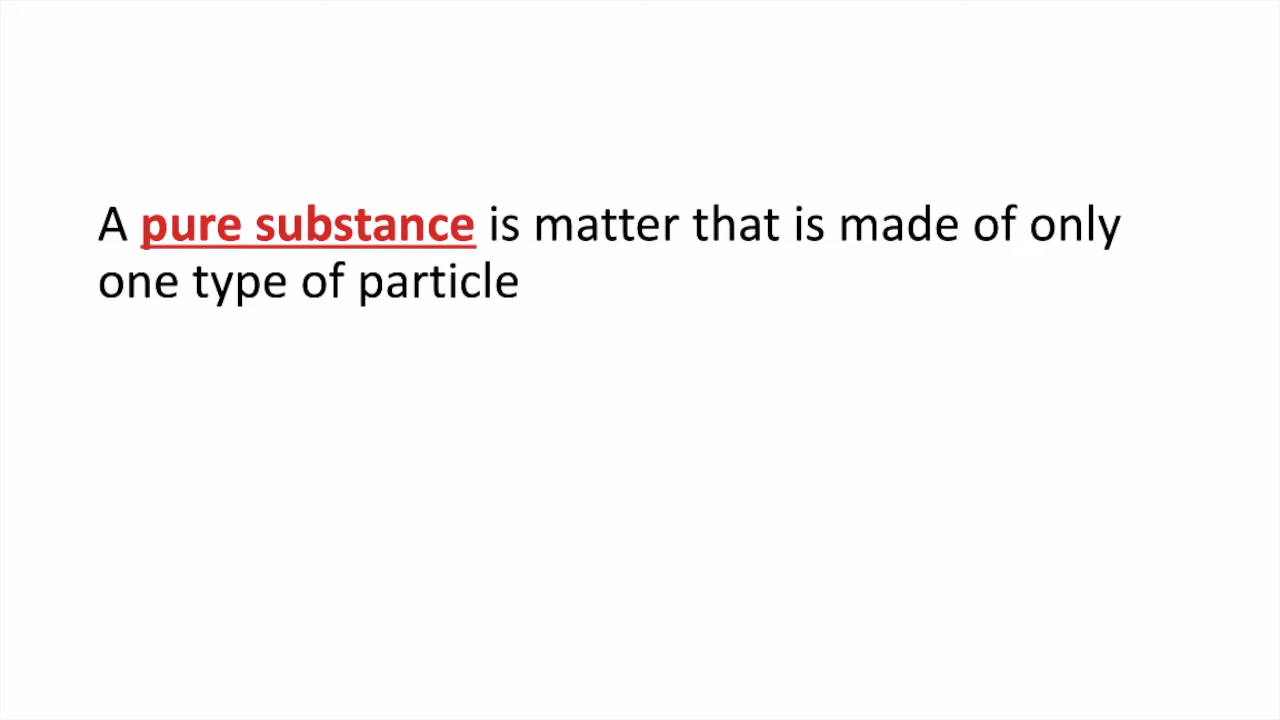 A pure substance is matter that is made of only
one type of particle